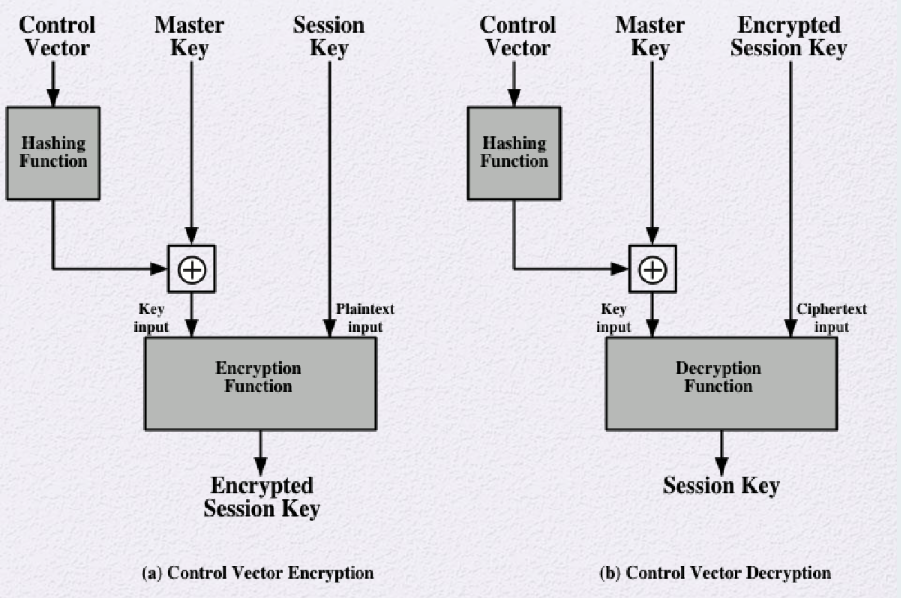 Control
Vector
Master
Key
Session
Key
Hashing
Function
Key
input
Plaintext
input
Encryption
Function
Encrypted
Session Key
(a) Control Vector Encryption
Control
Vector
Master
Key
Encrypted
Session Key
Hashing
Function
Key
input
Ciphertext
input
Decryption
Function
Session Key
(b) Control Vector Decryption